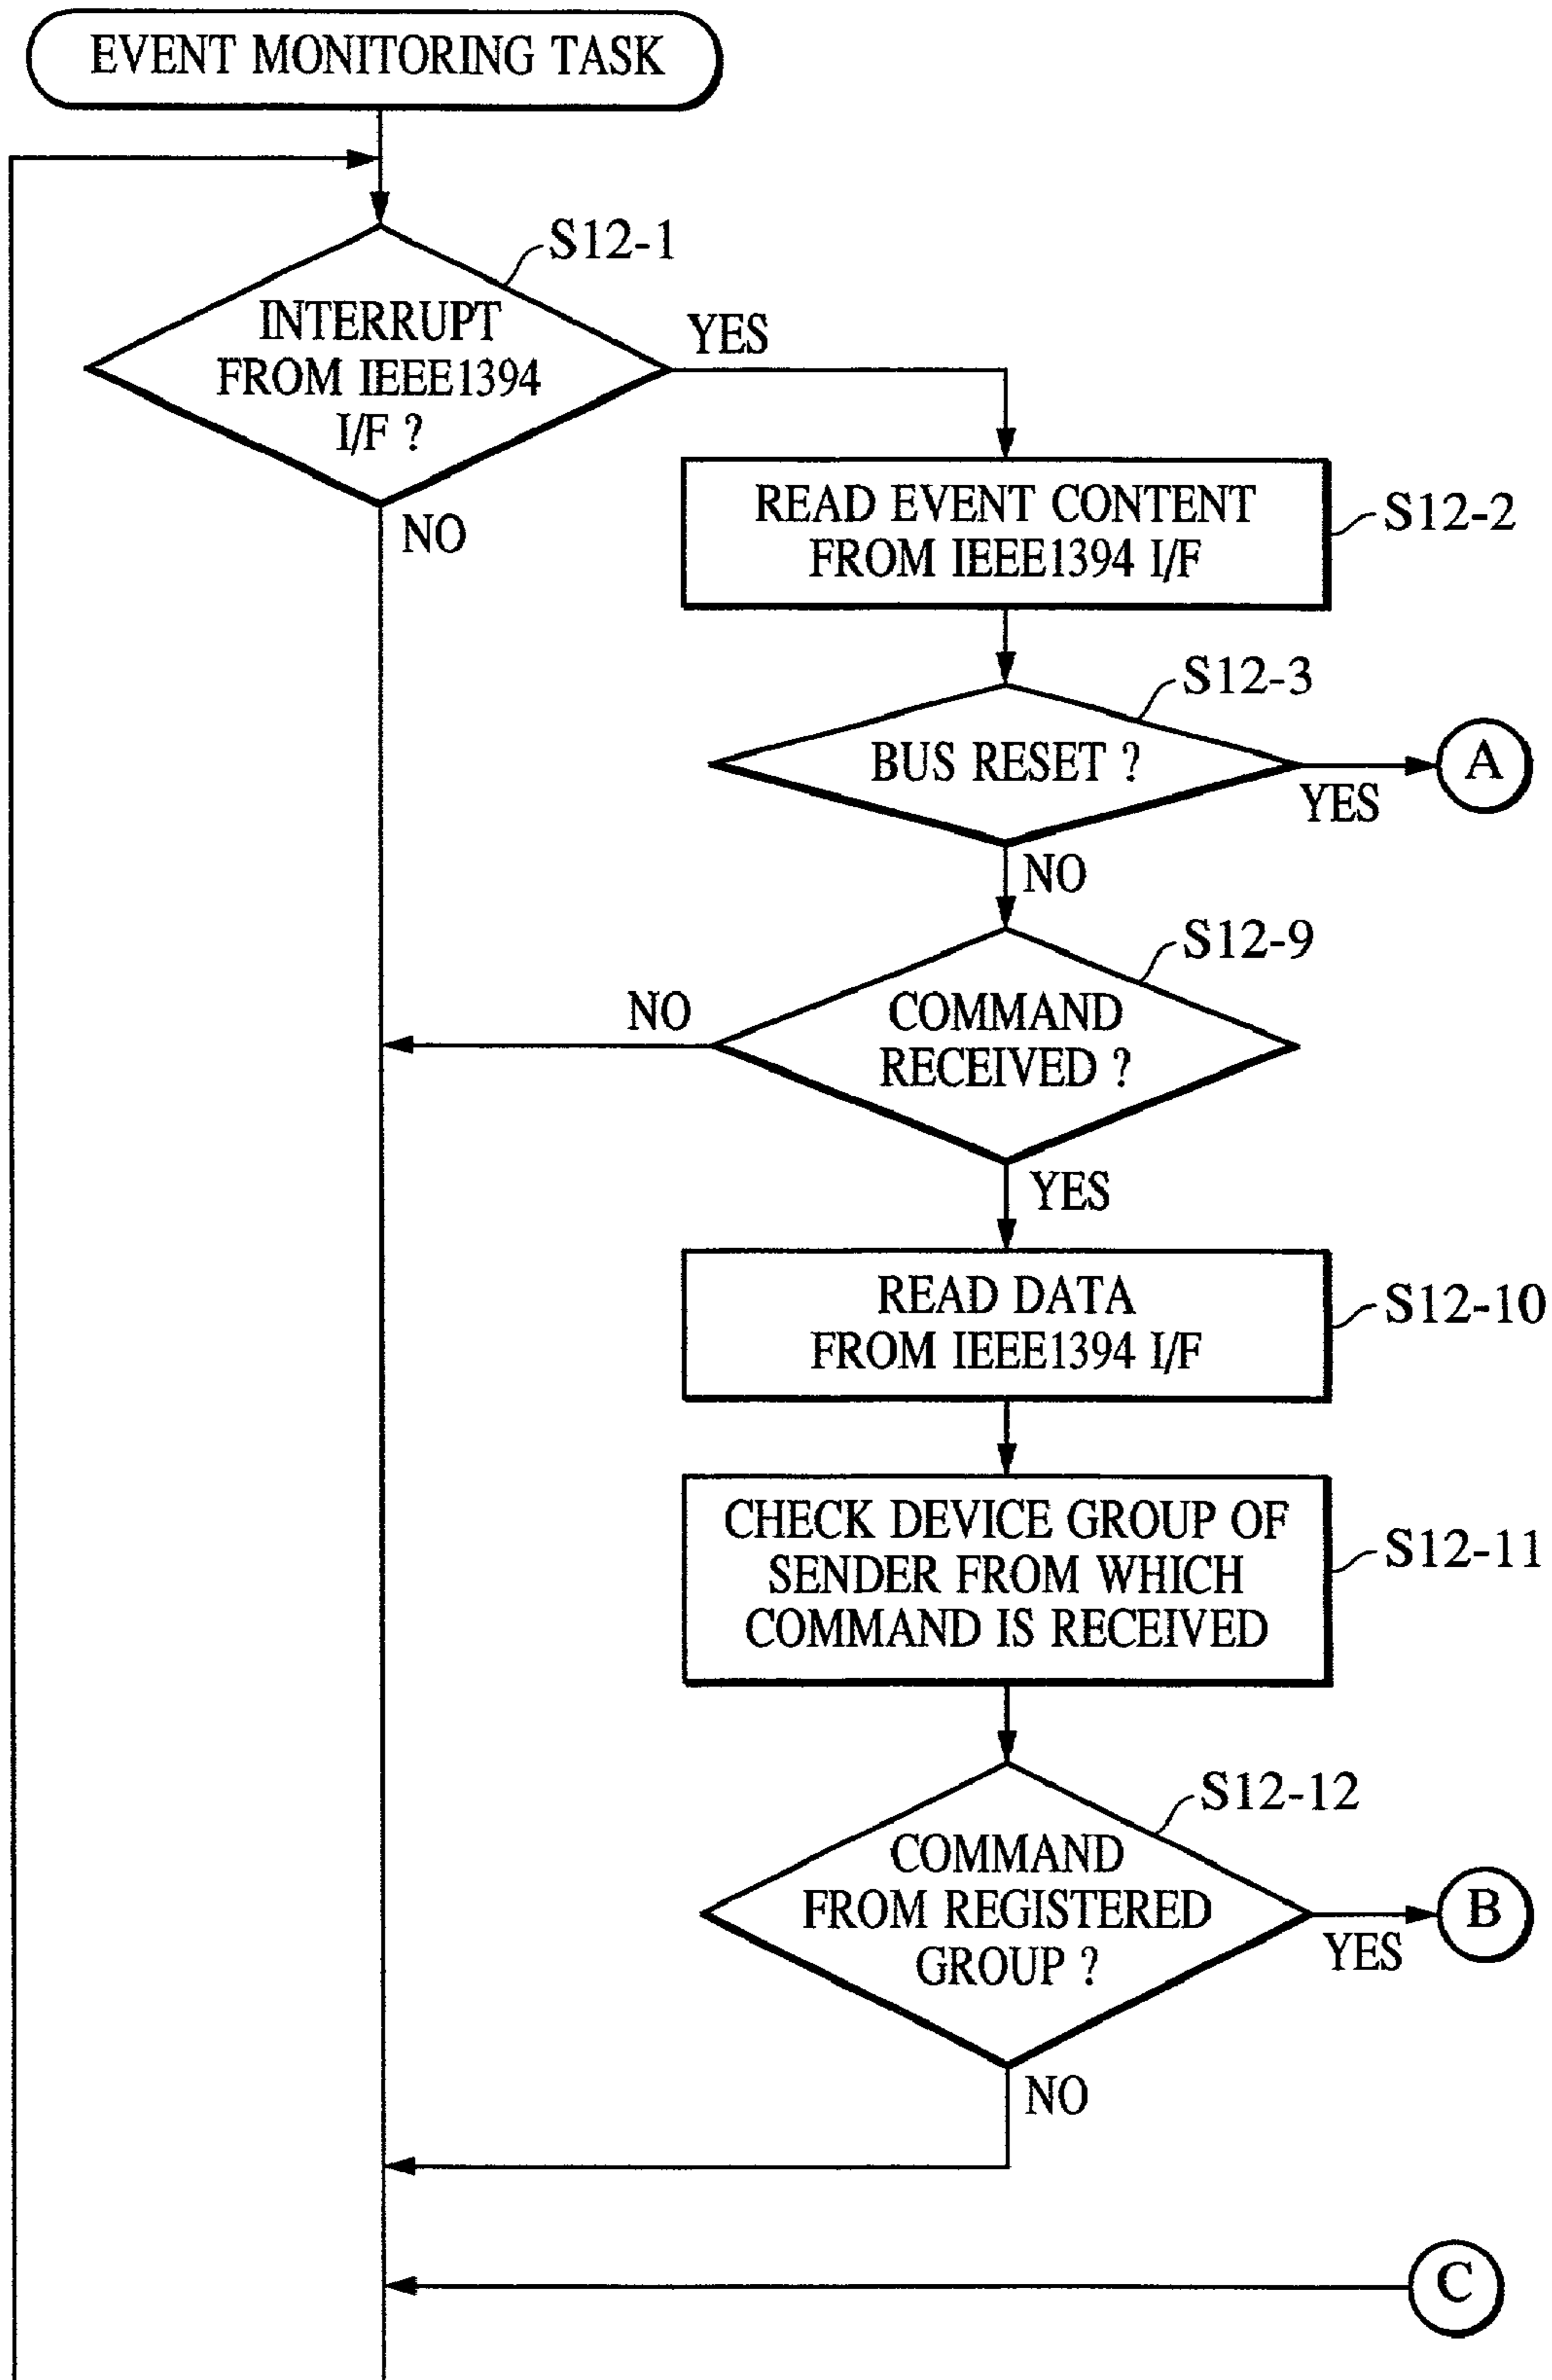 EVENT MONITORING TASK
S12-1
INTERRUPT
FROM IEEE1394
I/F ?
YES
NO
READ EVENT CONTENT
FROM IEEE1394 I/F
S12-2
S12-3
BUS RESET ?
YES
A
NO
S12-9
COMMAND
RECEIVED ?
NO
YES
READ DATA
FROM IEEE1394 I/F
S12-10
CHECK DEVICE GROUP OF
SENDER FROM WHICH
COMMAND IS RECEIVED
S12-11
S12-12
COMMAND
FROM REGISTERED
GROUP ?
YES
B
NO
C